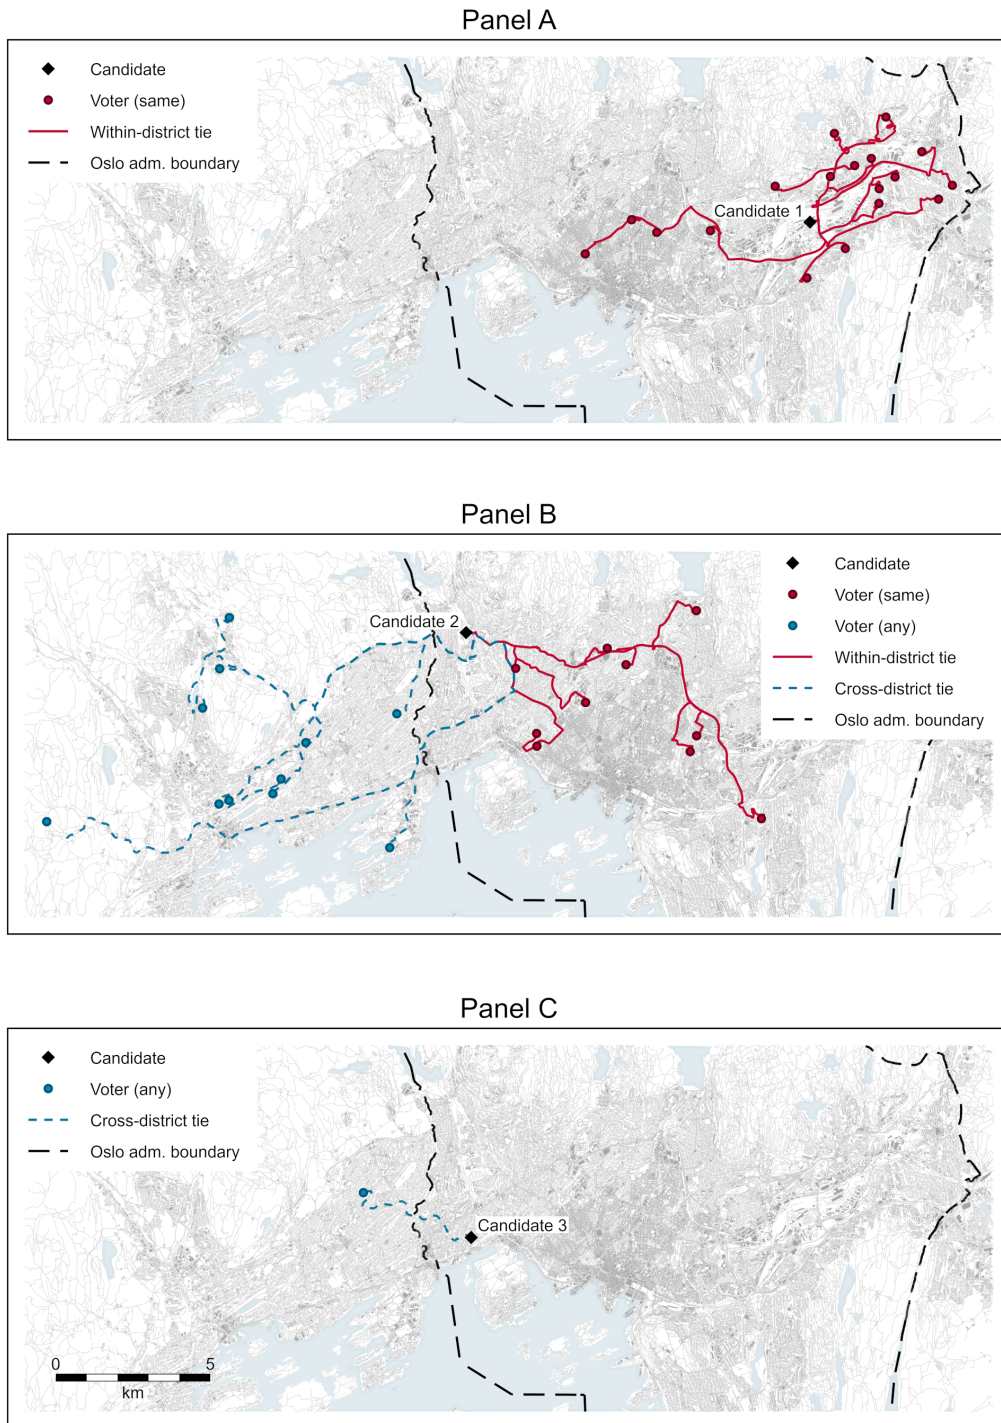 Panel A
Candidate
Voter (same)
Within-district tie
Oslo adm. boundary
Candidate 1
Panel B
Candidate
Voter (same)
Voter (any)
Within-district tie
Cross-district tie
Oslo adm. boundary
Candidate 2
Panel C
Candidate
Voter (any)
Cross-district tie
Oslo adm. boundary
Candidate 3
0 5
km